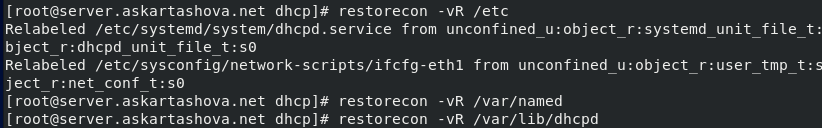 [root@server.askartashova.net dhcp]# restorecon -vR /etc
Relabeled /etc/systemd/system/dhcpd.service from unconfined_u:object_r:systemd_unit_file_t:
bject_r:dhcpd_unit_file_t:s0
Relabeled /etc/sysconfig/network-scripts/ifcfg-eth1 from unconfined_u:object_r:user_tmp_t:s
ject_r:net_conf_t:s0
[root@server.askartashova.net dhcp]# restorecon -vR /var/named
[root@server.askartashova.net dhcp]# restorecon -vR /var/lib/dhcpd